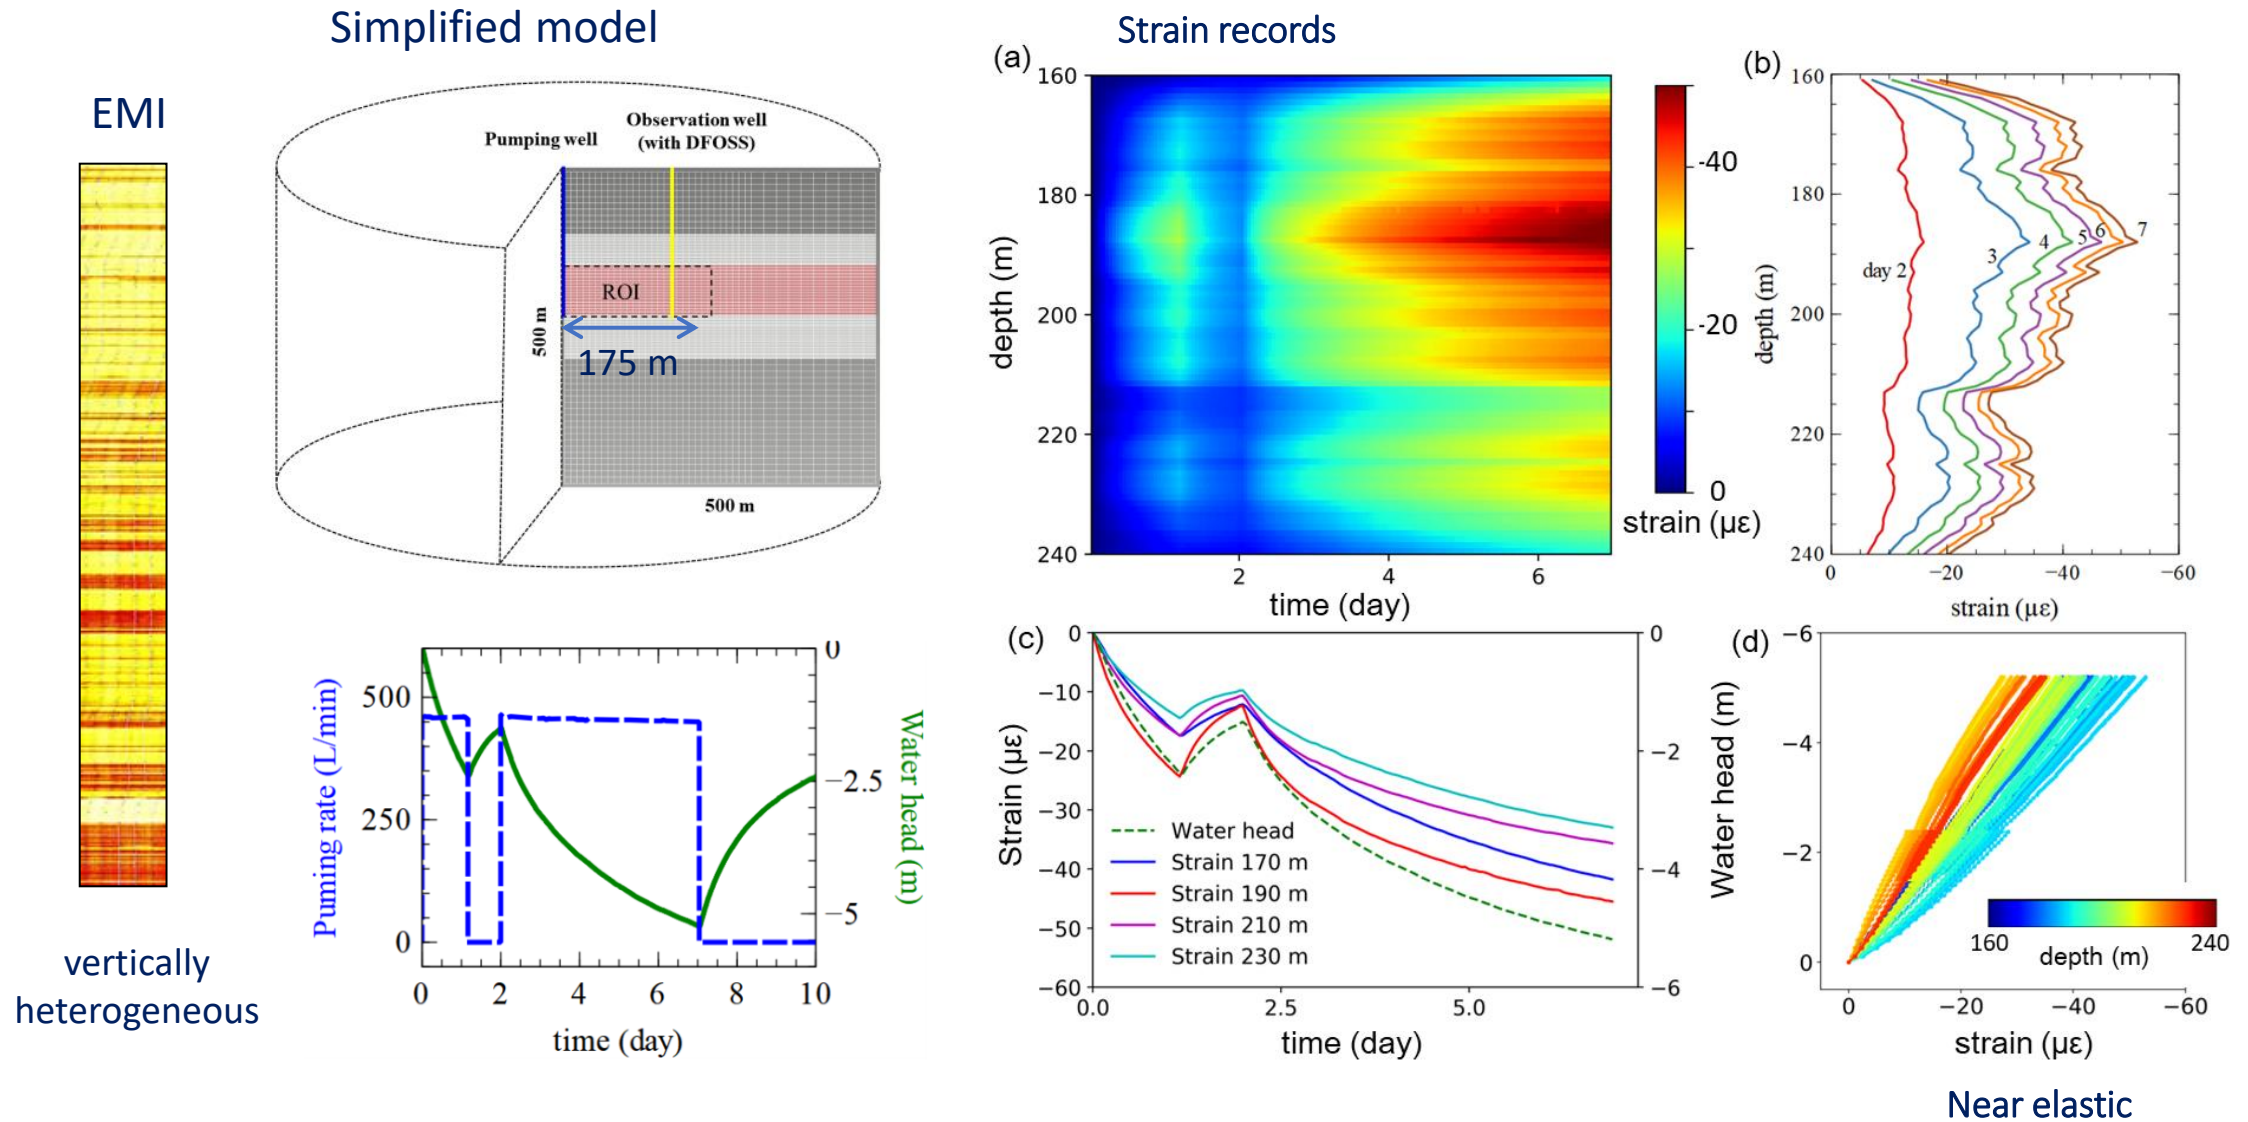 Simplified model
Strain records
EMI
vertically
heterogeneous
Pumping well
Observation well
(with DFOSS)
ROI
175 m
500 m
500 m
Puming rate (L/min)
500
250
0
0
−2.5
−5
Water head (m)
0
2
4
6
8
10
time (day)
(a)
160
180
200
220
240
depth (m)
2
4
6
time (day)
-40
-20
0
strain (με)
(b)
160
180
200
220
240
depth (m)
day 2
3
4
5
6
7
0
−20
−40
−60
strain (με)
(c)
0
−10
−20
−30
−40
−50
−60
Strain (με)
Water head
Strain 170 m
Strain 190 m
Strain 210 m
Strain 230 m
0
−2
−4
−6
0.0
2.5
5.0
time (day)
(d)
−6
−4
−2
0
Water head (m)
160
240
depth (m)
0
−20
−40
−60
strain (με)
Near elastic